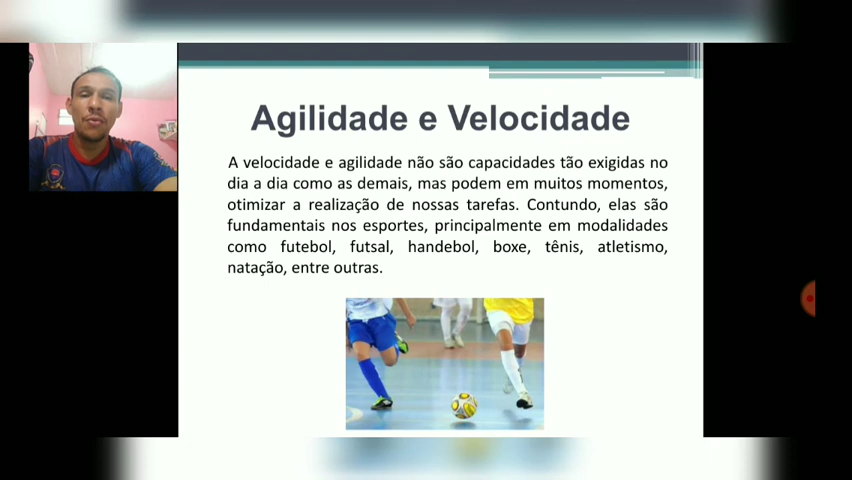 Agilidade e Velocidade
A velocidade e agilidade não são capacidades tão exigidas no
dia a dia como as demais, mas podem em muitos momentos,
otimizar a realização de nossas tarefas. Contundo, elas são
fundamentais nos esportes, principalmente em modalidades
como futebol, futsal, handebol, boxe, tênis, atletismo,
natação, entre outras.